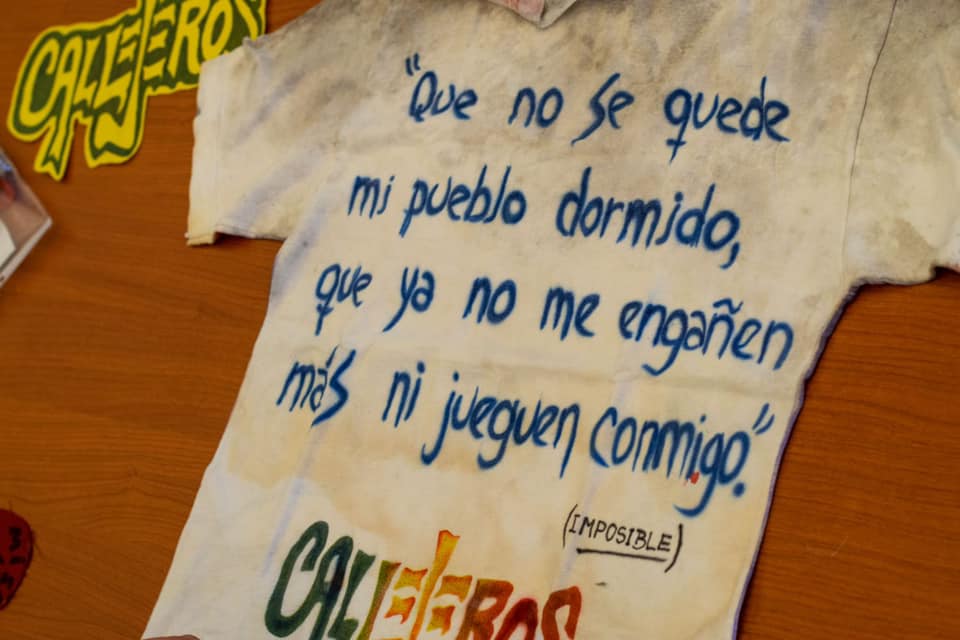 CALLEJEROS
"Que no se quede
mi pueblo dormido,
que ya no me engañen
más ni jueguen conmigo."
(IMPOSIBLE)
CALLEJEROS